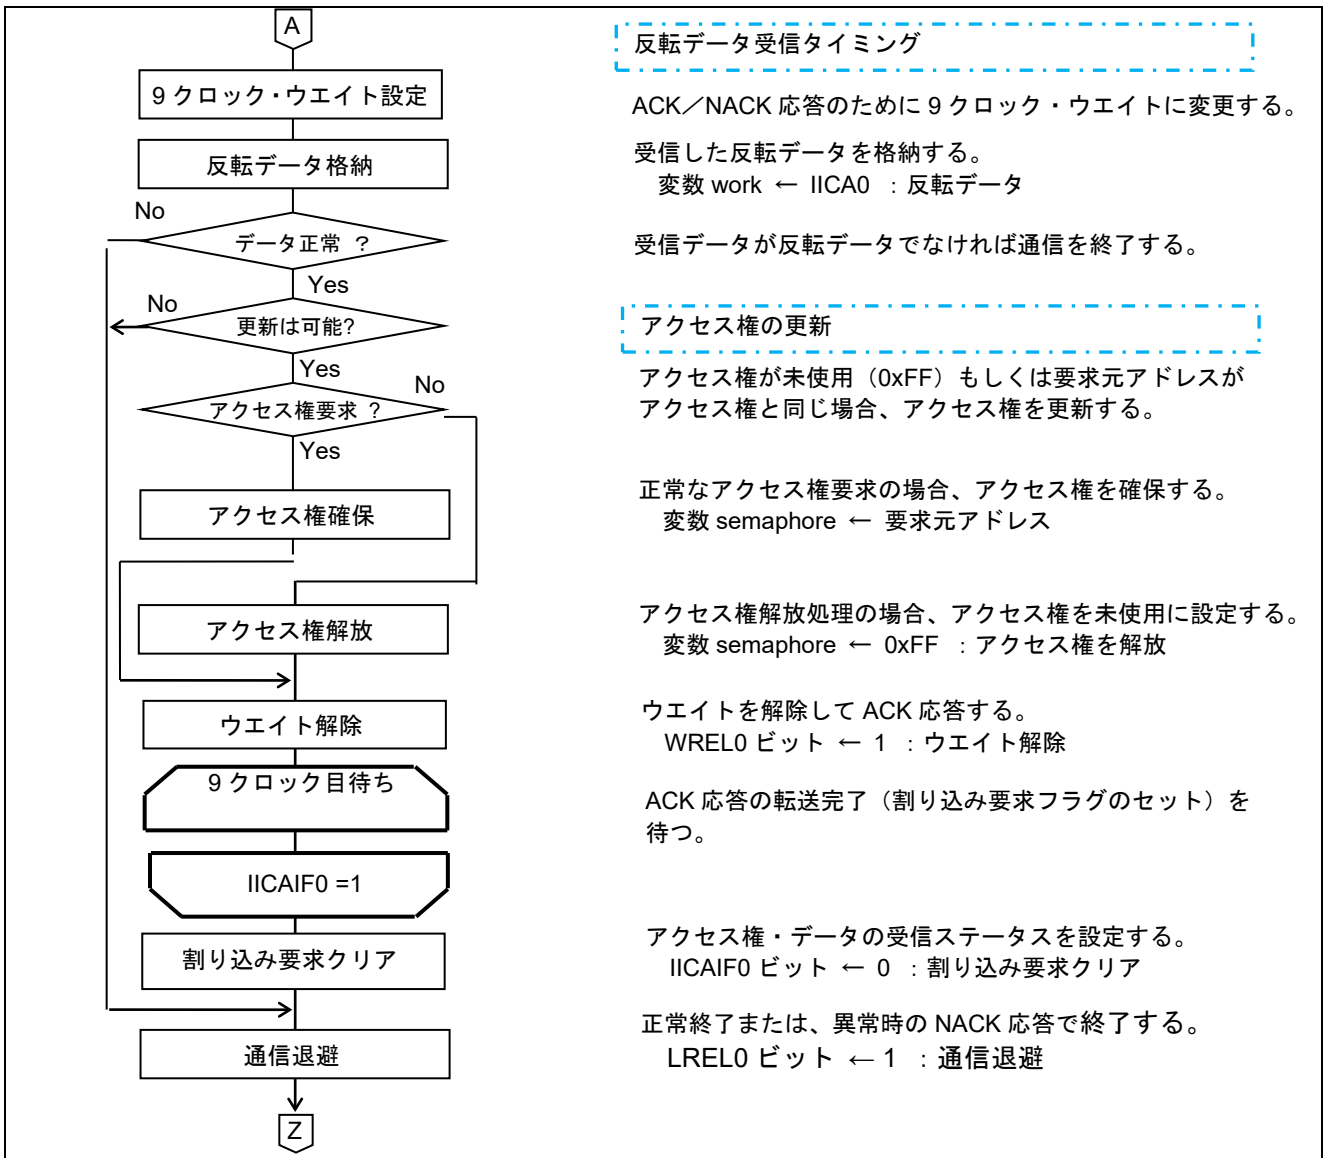 A
反転データ受信タイミング
9 クロック・ウエイト設定
ACK／NACK 応答のために 9 クロック・ウエイトに変更する。
反転データ格納
受信した反転データを格納する。
変数 work ← IICA0 ：反転データ
No
データ正常 ？
受信データが反転データでなければ通信を終了する。
Yes
No
更新は可能?
アクセス権の更新
Yes
No
アクセス権要求 ？
アクセス権が未使用（0xFF）もしくは要求元アドレスが
アクセス権と同じ場合、アクセス権を更新する。
Yes
アクセス権確保
正常なアクセス権要求の場合、アクセス権を確保する。
変数 semaphore ← 要求元アドレス
アクセス権解放
アクセス権解放処理の場合、アクセス権を未使用に設定する。
変数 semaphore ← 0xFF ：アクセス権を解放
ウエイト解除
ウエイトを解除して ACK 応答する。
WREL0 ビット ← 1 ：ウエイト解除
9 クロック目待ち
ACK 応答の転送完了（割り込み要求フラグのセット）を
待つ。
IICAIF0 =1
割り込み要求クリア
アクセス権・データの受信ステータスを設定する。
IICAIF0 ビット ← 0 ：割り込み要求クリア
通信退避
正常終了または、異常時の NACK 応答で終了する。
LREL0 ビット ← 1 ：通信退避
Z